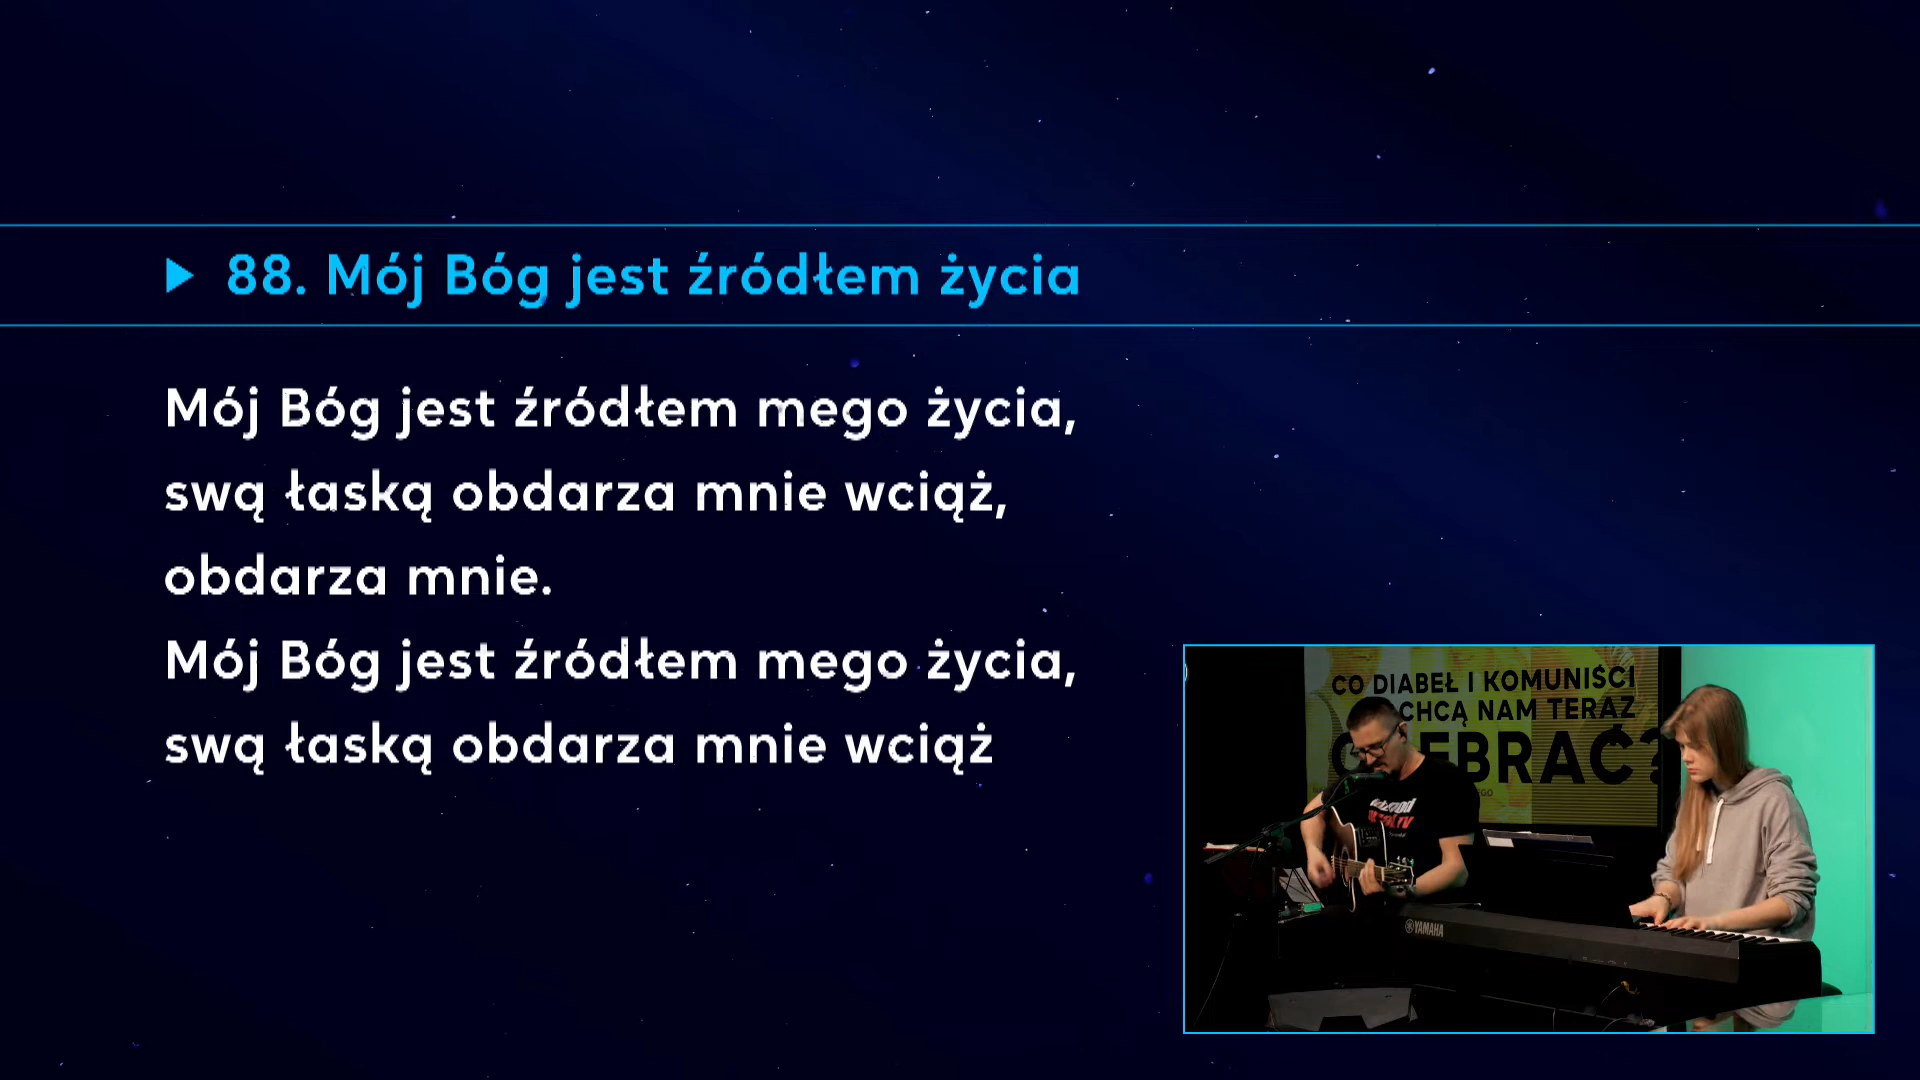 88. Mój Bóg jest źródłem życia
Mój Bóg jest źródłem mego życia,
swą łaską obdarza mnie wciąż,
obdarza mnie.
Mój Bóg jest źródłem mego życia,
swą łaską obdarza mnie wciąż
CO DIABEŁ I KOMUNIŚCI
CHCĄ NAM TERAZ
YAMAHA